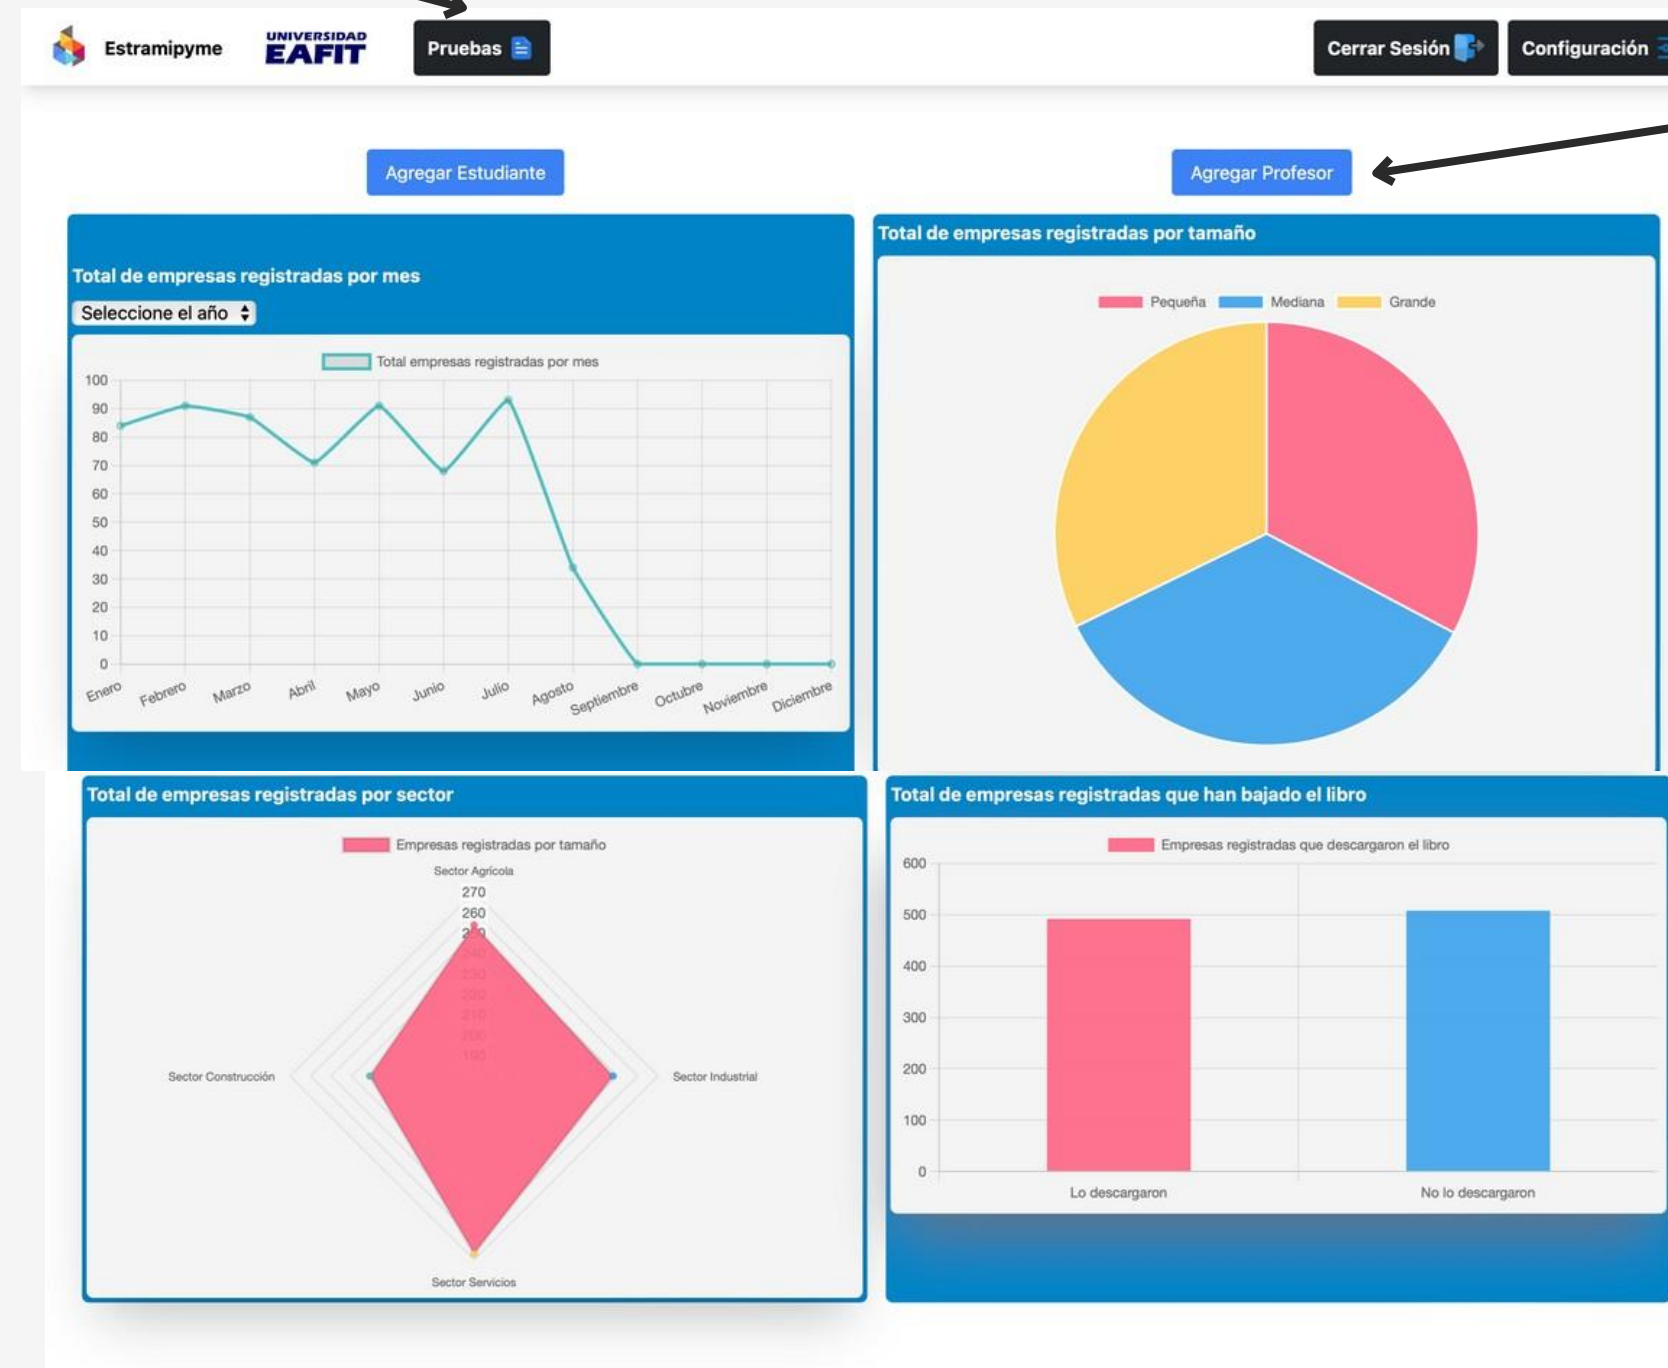 Estramipyme
UNIVERSIDAD
EAFIT
Pruebas
Cerrar Sesión
Configuración
Agregar Estudiante
Agregar Profesor
Total de empresas registradas por mes
Seleccione el año
Total empresas registradas por mes
100
90
80
70
60
50
40
30
20
10
0
Enero
Febrero
Marzo
Abril
Mayo
Junio
Julio
Agosto
Septiembre
Octubre
Noviembre
Diciembre
Total de empresas registradas por tamaño
Pequeña
Mediana
Grande
Total de empresas registradas por sector
Empresas registradas por tamaño
Sector Agrícola
270
260
230
220
210
200
190
Sector Construcción
Sector Industrial
Sector Servicios
Total de empresas registradas que han bajado el libro
Empresas registradas que descargaron el libro
600
500
400
300
200
100
0
Lo descargaron
No lo descargaron